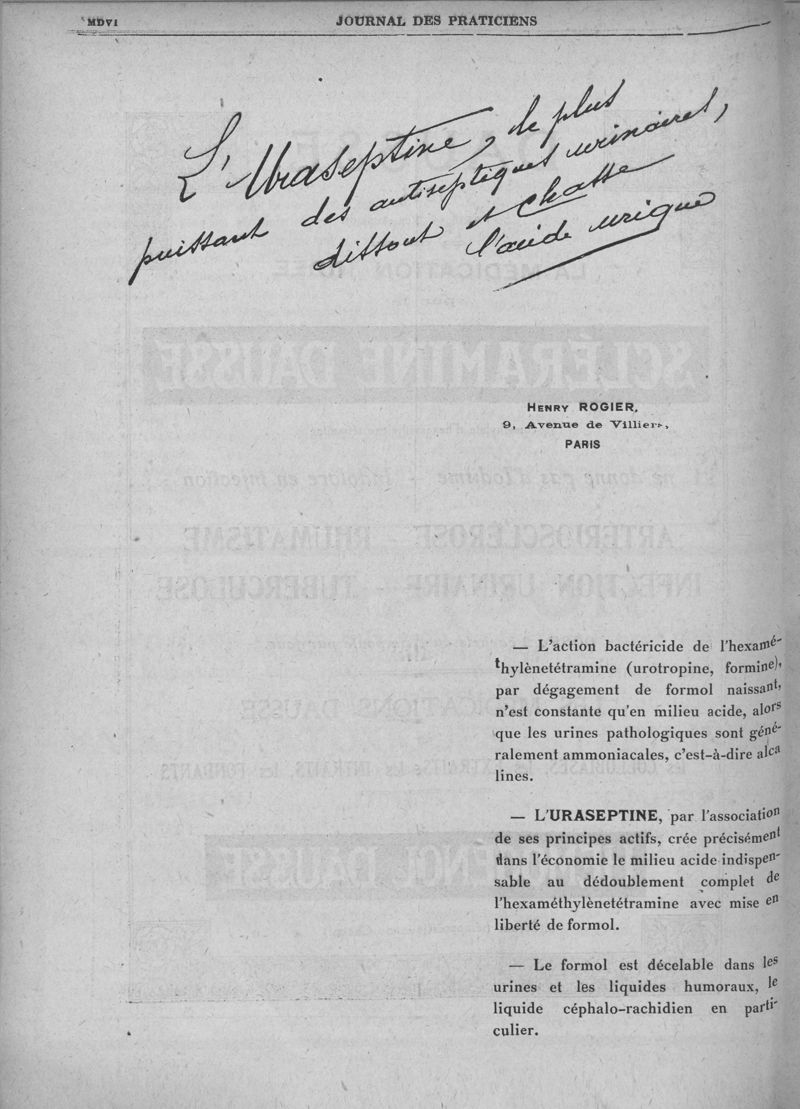 MDVI
JOURNAL DES PRATICIENS
L'Uraseptine, le plus
puissant des antiseptiques urinaires,
dissout et chasse
l'acide urique
HENRY ROGIER,
9, Avenue de Villiers,
PARIS
— L'action bactéricide de l'hexamé-
thylènetétramine (urotropine, formine),
par dégagement de formol naissant,
n'est constante qu'en milieu acide, alors
que les urines pathologiques sont géné-
ralement ammoniacales, c'est-à-dire alca
lines.
— L'URASEPTINE, par l'association
de ses principes actifs, crée précisément
dans l'économie le milieu acide indispen-
sable au dédoublement complet de
l'hexaméthylènetétramine avec mise en
liberté de formol.
— Le formol est décelable dans les
urines et les liquides humoraux, le
liquide céphalo-rachidien en parti-
culier.